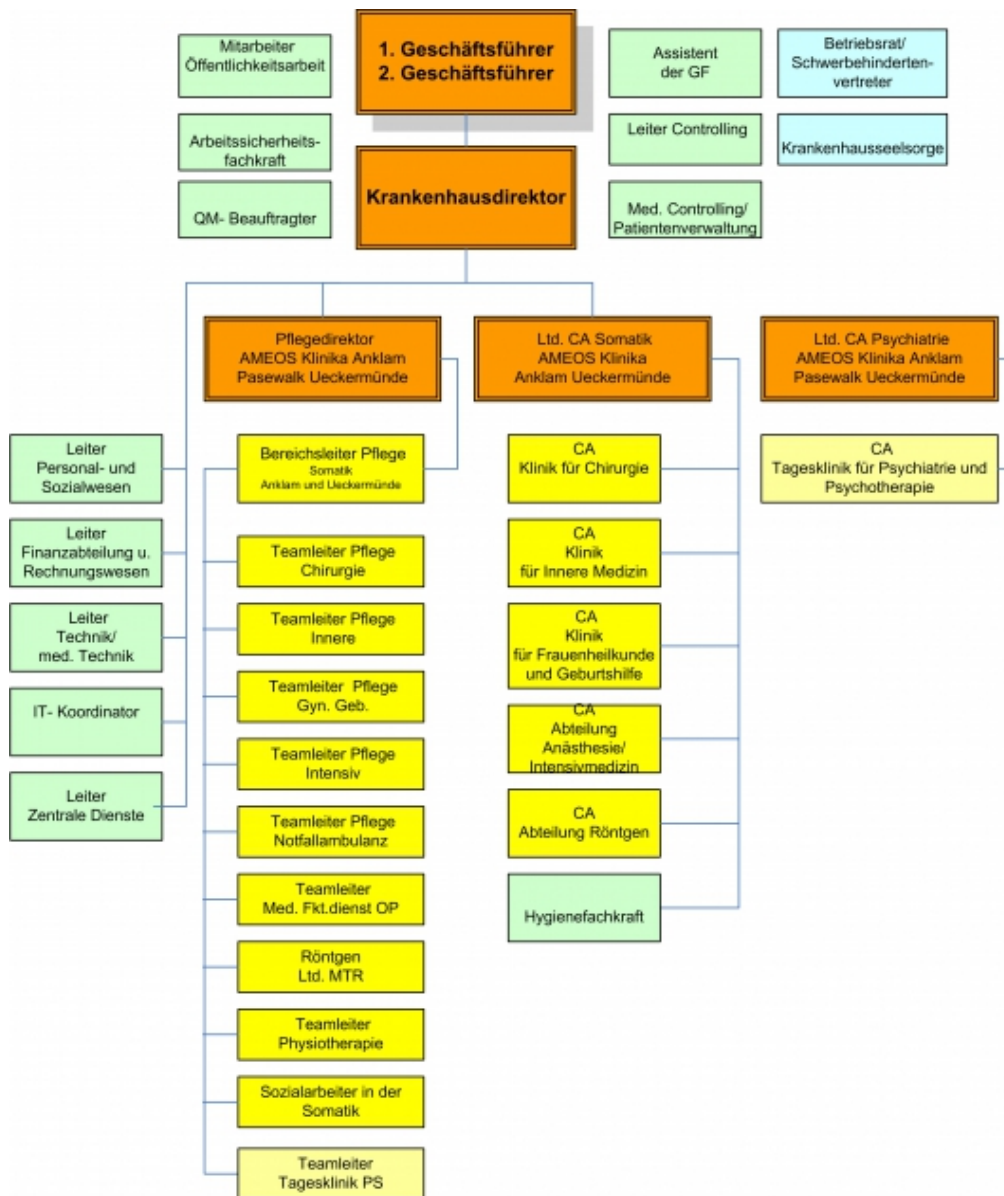 Mitarbeiter
Öffentlichkeitsarbeit
Arbeitssicherheits-
fachkraft
QM- Beauftragter
1. Geschäftsführer
2. Geschäftsführer
Krankenhausdirektor
Assistent
der GF
Leiter Controlling
Med. Controlling/
Patientenverwaltung
Betriebsrat/
Schwerbehinderten-
vertreter
Krankenhausseelsorge
Pflegedirektor
AMEOS Klinika Anklam
Pasewalk Ueckermünde
Ltd. CA Somatik
AMEOS Klinika
Anklam Ueckermünde
Ltd. CA Psychiatrie
AMEOS Klinika Anklam
Pasewalk Ueckermünde
Leiter
Personal- und
Sozialwesen
Leiter
Finanzabteilung u.
Rechnungswesen
Leiter
Technik/
med. Technik
IT- Koordinator
Leiter
Zentrale Dienste
Bereichsleiter Pflege
Somatik
Anklam und Ueckermünde
Teamleiter Pflege
Chirurgie
Teamleiter Pflege
Innere
Teamleiter Pflege
Gyn. Geb.
Teamleiter Pflege
Intensiv
Teamleiter Pflege
Notfallambulanz
Teamleiter
Med. Fkt.dienst OP
Röntgen
Ltd. MTR
Teamleiter
Physiotherapie
Sozialarbeiter in der
Somatik
Teamleiter
Tagesklinik PS
CA
Klinik für Chirurgie
CA
Klinik
für Innere Medizin
CA
Klinik
für Frauenheilkunde
und Geburtshilfe
CA
Abteilung
Anästhesie/
Intensivmedizin
CA
Abteilung Röntgen
Hygienefachkraft
CA
Tagesklinik für Psychiatrie und
Psychotherapie